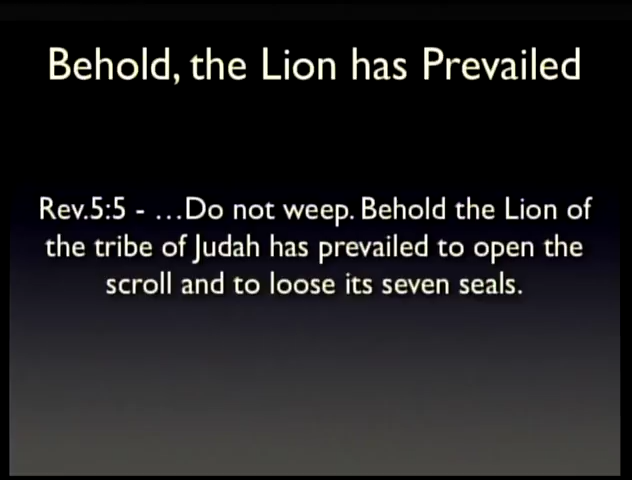 Behold, the Lion has Prevailed
Rev.5:5 - ...Do not weep. Behold the Lion of
the tribe of Judah has prevailed to open the
scroll and to loose its seven seals.